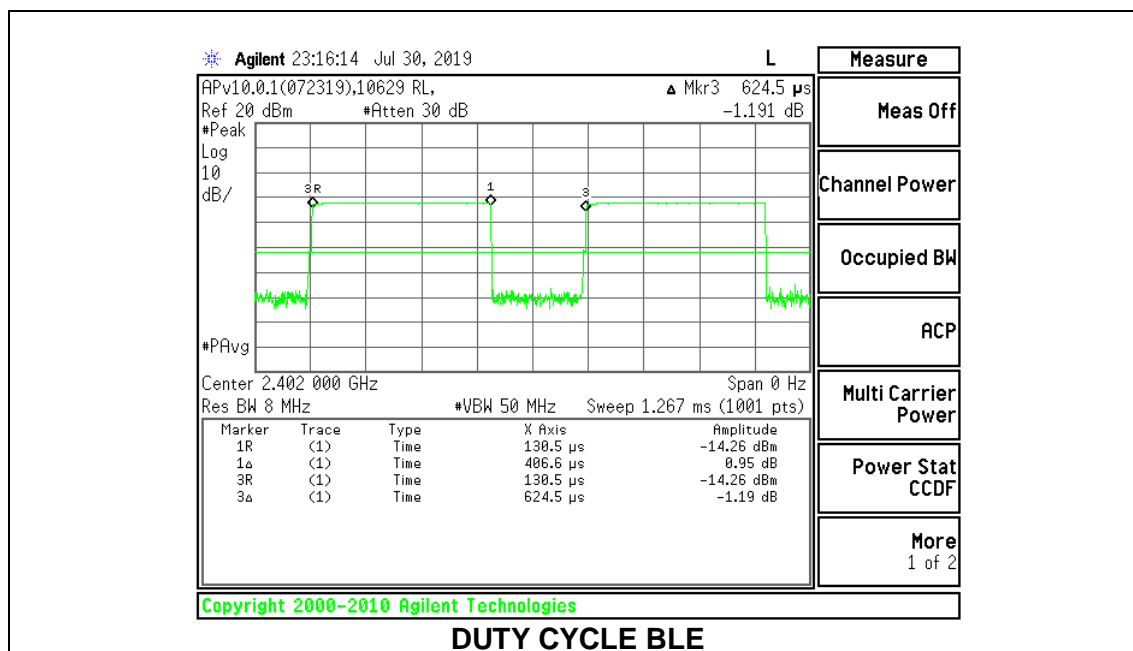 Agilent 23:16:14 Jul 30, 2019 L
APv10.0.1(072319),10629 RL, Δ Mkr3 624.5 µs
Ref 20 dBm #Atten 30 dB -1.191 dB
#Peak
Log
10
dB/
3R 1 3
#PAvg
Center 2.402 000 GHz Span 0 Hz
Res BW 8 MHz #VBW 50 MHz Sweep 1.267 ms (1001 pts)
Marker Trace Type X Axis Amplitude
1R (1) Time 130.5 µs -14.26 dBm
1Δ (1) Time 406.6 µs 0.95 dB
3R (1) Time 130.5 µs -14.26 dBm
3Δ (1) Time 624.5 µs -1.19 dB
Measure
Meas Off
Channel Power
Occupied BW
ACP
Multi Carrier
Power
Power Stat
CCDF
More
1 of 2
Copyright 2000-2010 Agilent Technologies
DUTY CYCLE BLE